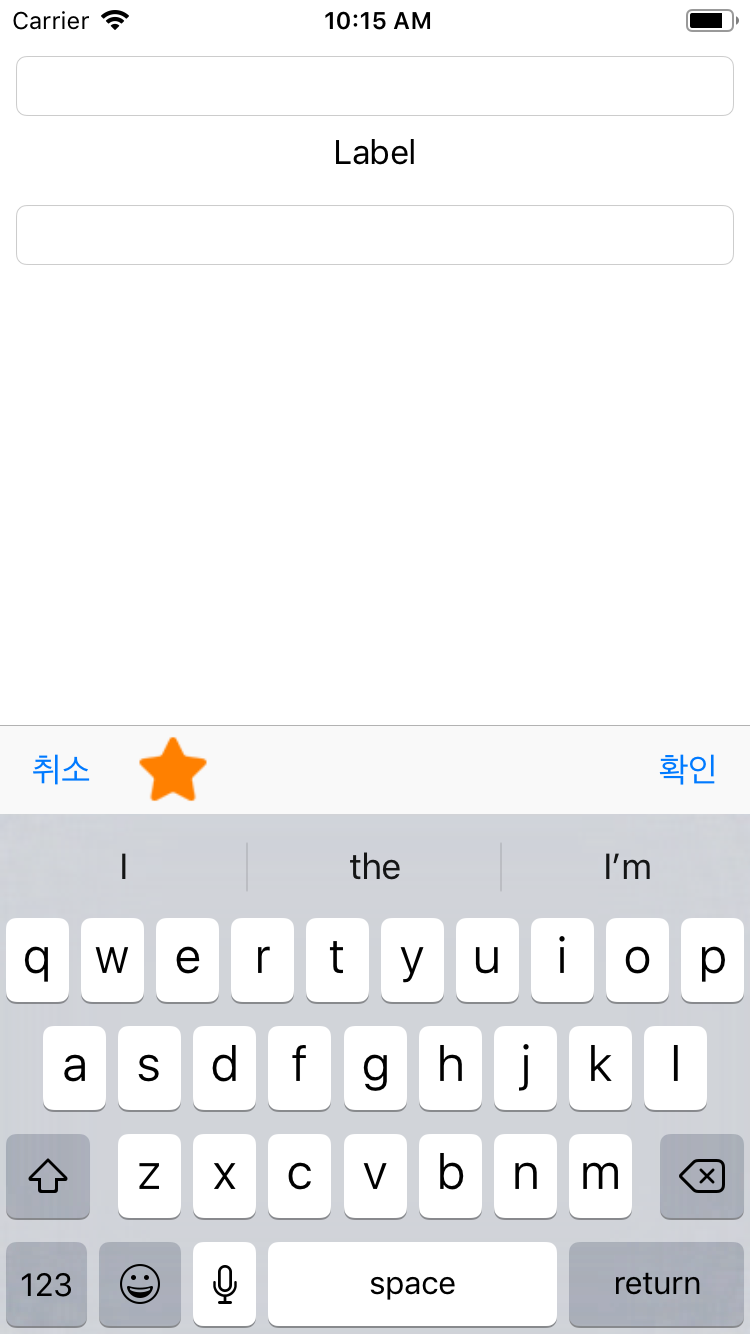 Carrier 10:15 AM
Label
취소 확인
I the I’m
q w e r t y u i o p
a s d f g h j k l
z x c v b n m
123 space return